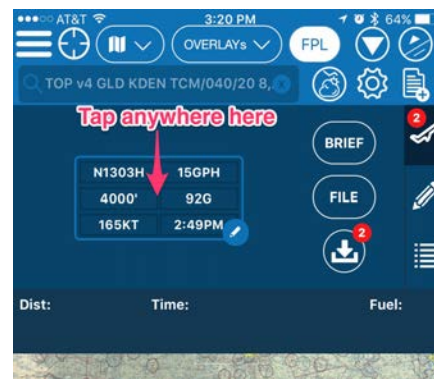 AT&T 3:20 PM 64%
OVERLAYs FPL
TOP v4 GLD KDEN TCM/040/20 8,
Tap anywhere here
2
BRIEF
N1303H 15GPH
4000' 92G
FILE
165KT 2:49PM
2
Dist: Time: Fuel: